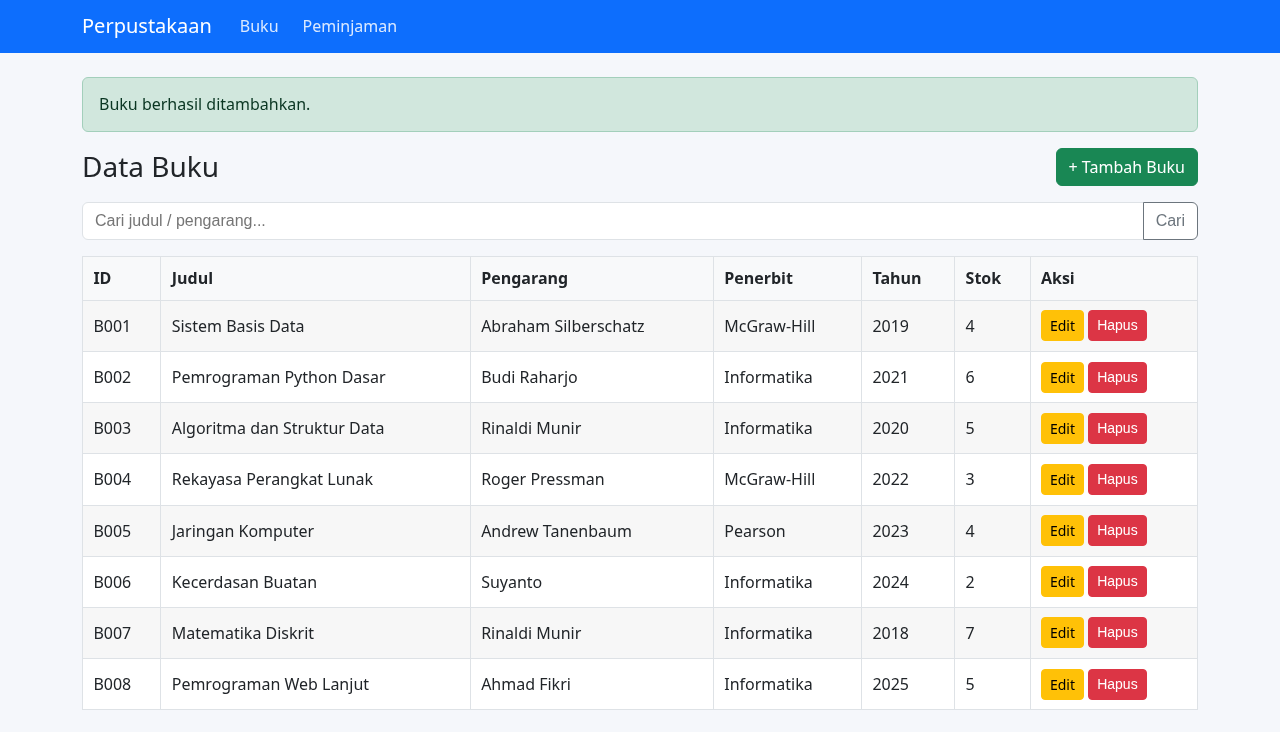 Perpustakaan Buku Peminjaman
Buku berhasil ditambahkan.
Data Buku + Tambah Buku
Cari judul / pengarang... Cari
ID Judul Pengarang Penerbit Tahun Stok Aksi
B001 Sistem Basis Data Abraham Silberschatz McGraw-Hill 2019 4 Edit Hapus
B002 Pemrograman Python Dasar Budi Raharjo Informatika 2021 6 Edit Hapus
B003 Algoritma dan Struktur Data Rinaldi Munir Informatika 2020 5 Edit Hapus
B004 Rekayasa Perangkat Lunak Roger Pressman McGraw-Hill 2022 3 Edit Hapus
B005 Jaringan Komputer Andrew Tanenbaum Pearson 2023 4 Edit Hapus
B006 Kecerdasan Buatan Suyanto Informatika 2024 2 Edit Hapus
B007 Matematika Diskrit Rinaldi Munir Informatika 2018 7 Edit Hapus
B008 Pemrograman Web Lanjut Ahmad Fikri Informatika 2025 5 Edit Hapus